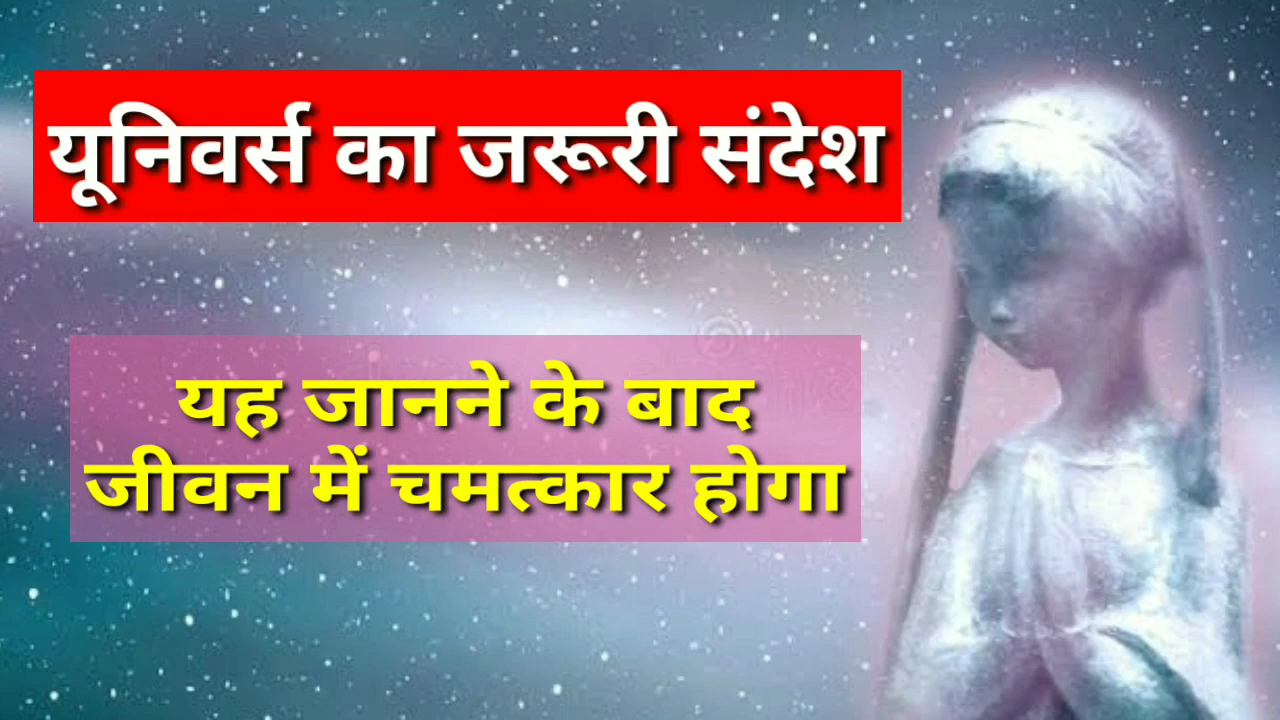 यूनिवर्स का जरूरी संदेश
यह जानने के बाद
जीवन में चमत्कार होगा